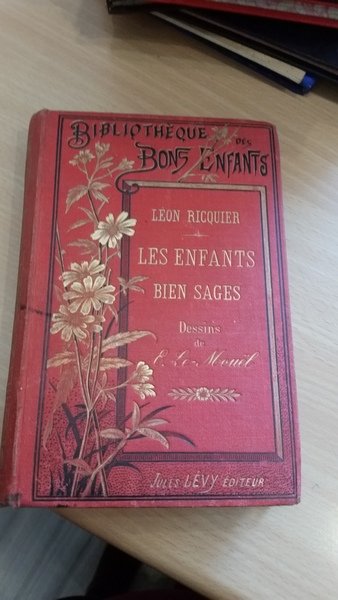 BIBLIOTHÈQUE DES
BONS ENFANTS
LÉON RICQUIER
LES ENFANTS
BIEN SAGES
Dessins
de
E. Le Mouël
JULES LÉVY ÉDITEUR